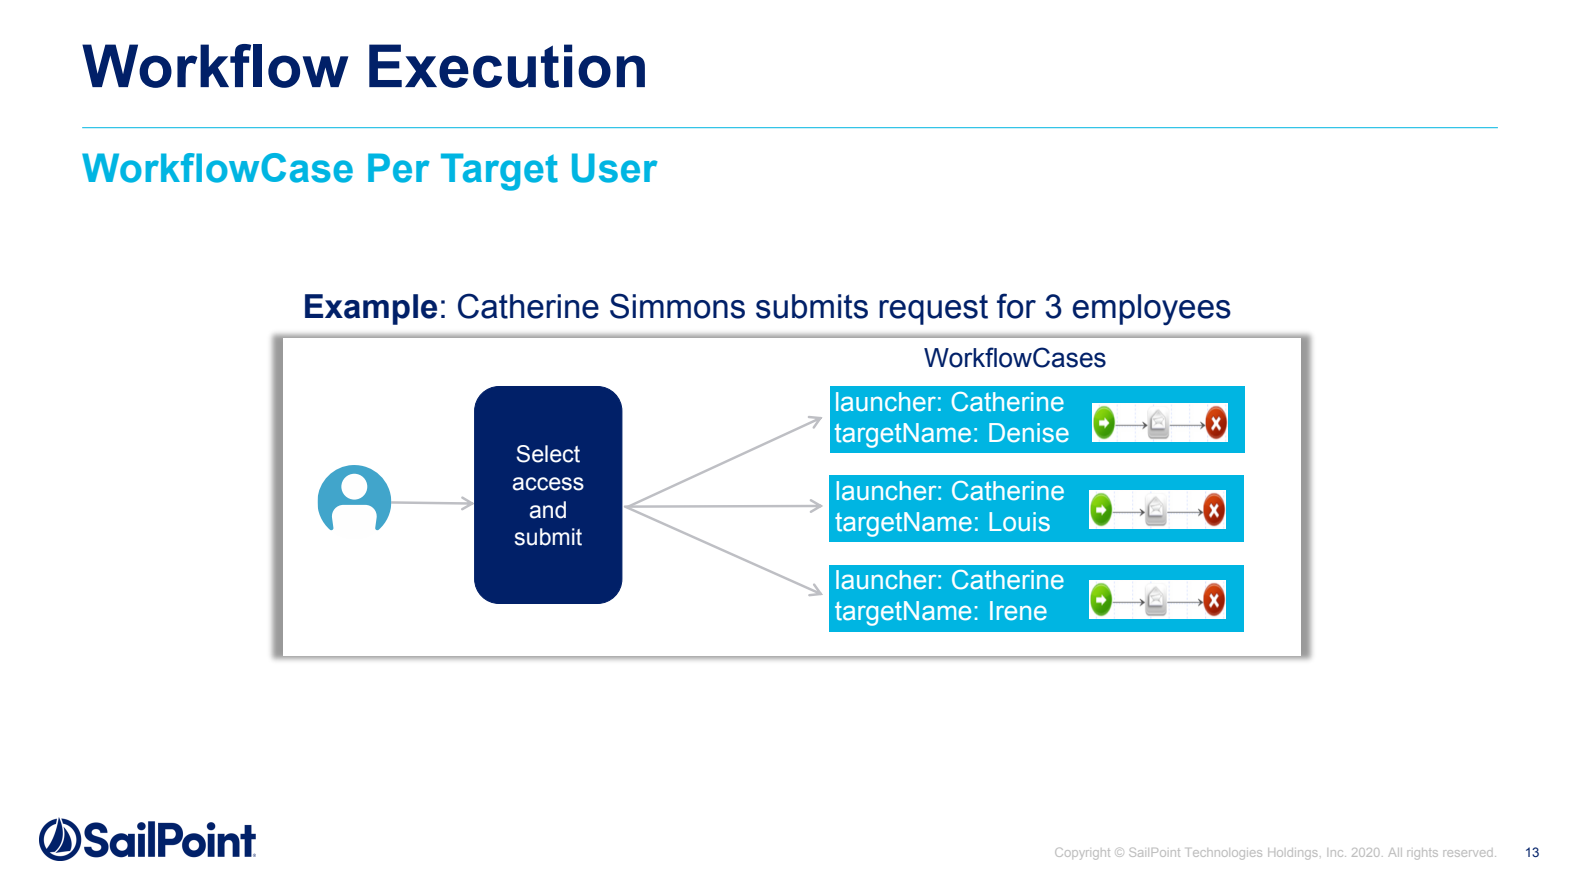 Workflow Execution
WorkflowCase Per Target User
Example: Catherine Simmons submits request for 3 employees
WorkflowCases
Select
access
and
submit
launcher: Catherine
targetName: Denise
launcher: Catherine
targetName: Louis
launcher: Catherine
targetName: Irene
SailPoint
Copyright © SailPoint Technologies Holdings, Inc. 2020. All rights reserved.
13